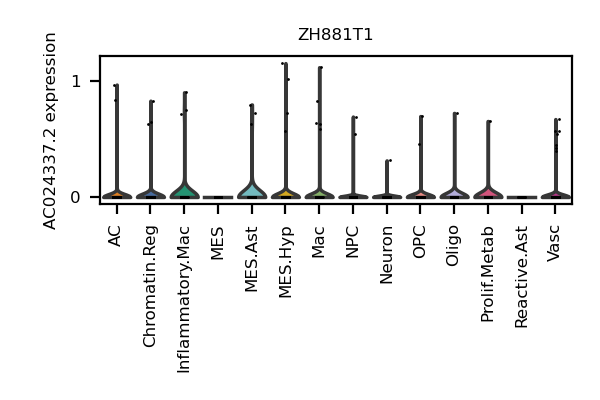 ZH881T1
AC024337.2 expression
1
0
AC
Chromatin.Reg
Inflammatory.Mac
MES
MES.Ast
MES.Hyp
Mac
NPC
Neuron
OPC
Oligo
Prolif.Metab
Reactive.Ast
Vasc